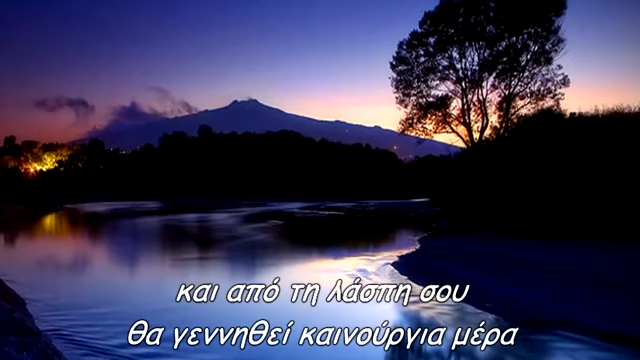 και από τη λάσπη σου
θα γεννηθεί καινούργια μέρα